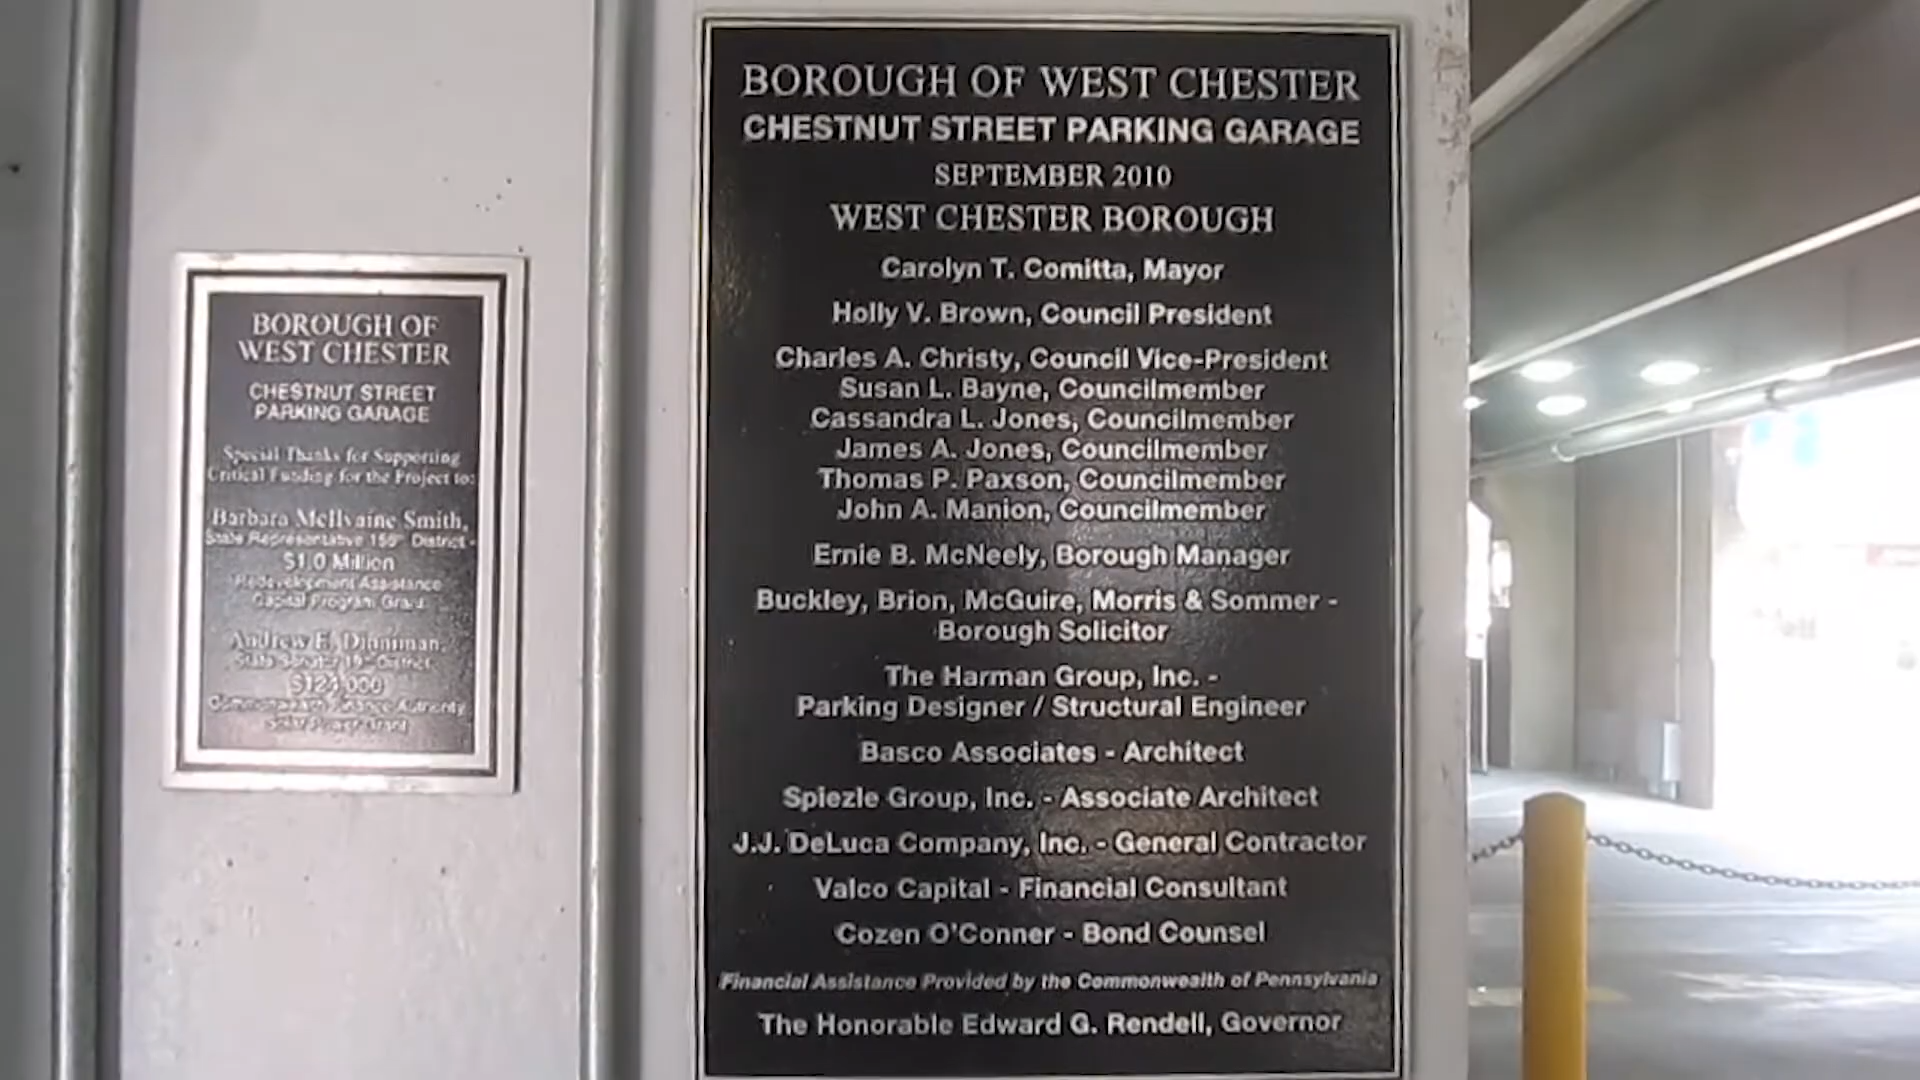 BOROUGH OF
WEST CHESTER
CHESTNUT STREET
PARKING GARAGE
Special Thanks for Supporting
Critical Funding for the Project to:
Barbara McIlvaine Smith,
State Representative 156th District -
$1.0 Million
Redevelopment Assistance
Capital Program Grant
Andrew E. Dinniman,
State Senator 19th District
$124,000
Commonwealth Finance Authority
Solar Power Grant
BOROUGH OF WEST CHESTER
CHESTNUT STREET PARKING GARAGE
SEPTEMBER 2010
WEST CHESTER BOROUGH
Carolyn T. Comitta, Mayor
Holly V. Brown, Council President
Charles A. Christy, Council Vice-President
Susan L. Bayne, Councilmember
Cassandra L. Jones, Councilmember
James A. Jones, Councilmember
Thomas P. Paxson, Councilmember
John A. Manion, Councilmember
Ernie B. McNeely, Borough Manager
Buckley, Brion, McGuire, Morris & Sommer -
Borough Solicitor
The Harman Group, Inc. -
Parking Designer / Structural Engineer
Basco Associates - Architect
Spiezle Group, Inc. - Associate Architect
J.J. DeLuca Company, Inc. - General Contractor
Valco Capital - Financial Consultant
Cozen O'Conner - Bond Counsel
Financial Assistance Provided by the Commonwealth of Pennsylvania
The Honorable Edward G. Rendell, Governor